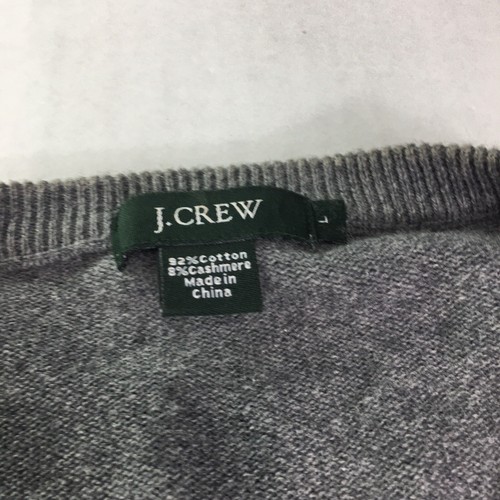 J.CREW
L
92%Cotton
8%Cashmere
Made in
China